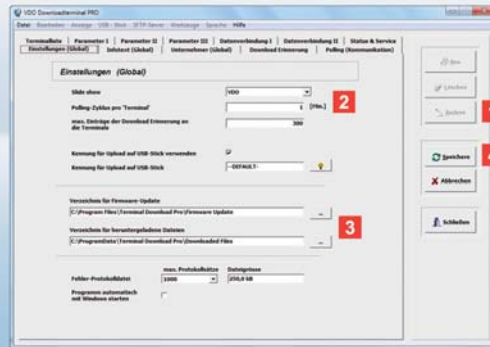 VDO Downloadterminal PRO
Datei Bearbeiten Anzeige USB-Stick SFTP-Server Werkzeuge Sprache Hilfe
Terminalliste Parameter I Parameter II Parameter III Datenverbindung I Datenverbindung II Status & Service
Einstellungen (Global) Infotext (Global) Unternehmer (Global) Download Erinnerung Polling (Kommunikation)
Einstellungen (Global)
Slide show VDO
Polling-Zyklus pro 'Terminal' 1 [Min.]
2
max. Einträge der Download Erinnerung an
die Terminals 300
Kennung für Upload auf USB-Stick verwenden
Kennung für Upload auf USB-Stick --DEFAULT--
Verzeichnis für Firmware-Update
C:\Program Files\Terminal Download Pro\Firmware Update ...
3
Verzeichnis für heruntergeladene Dateien
C:\ProgramData\Terminal Download Pro\Downloaded Files ...
max. Protokollsätze Dateigrösse
Fehler-Protokolldatei 1000 250,0 kB
Programm automatisch
mit Windows starten
Neu
Löschen
Ändern
Speichern
Abbrechen
Schließen